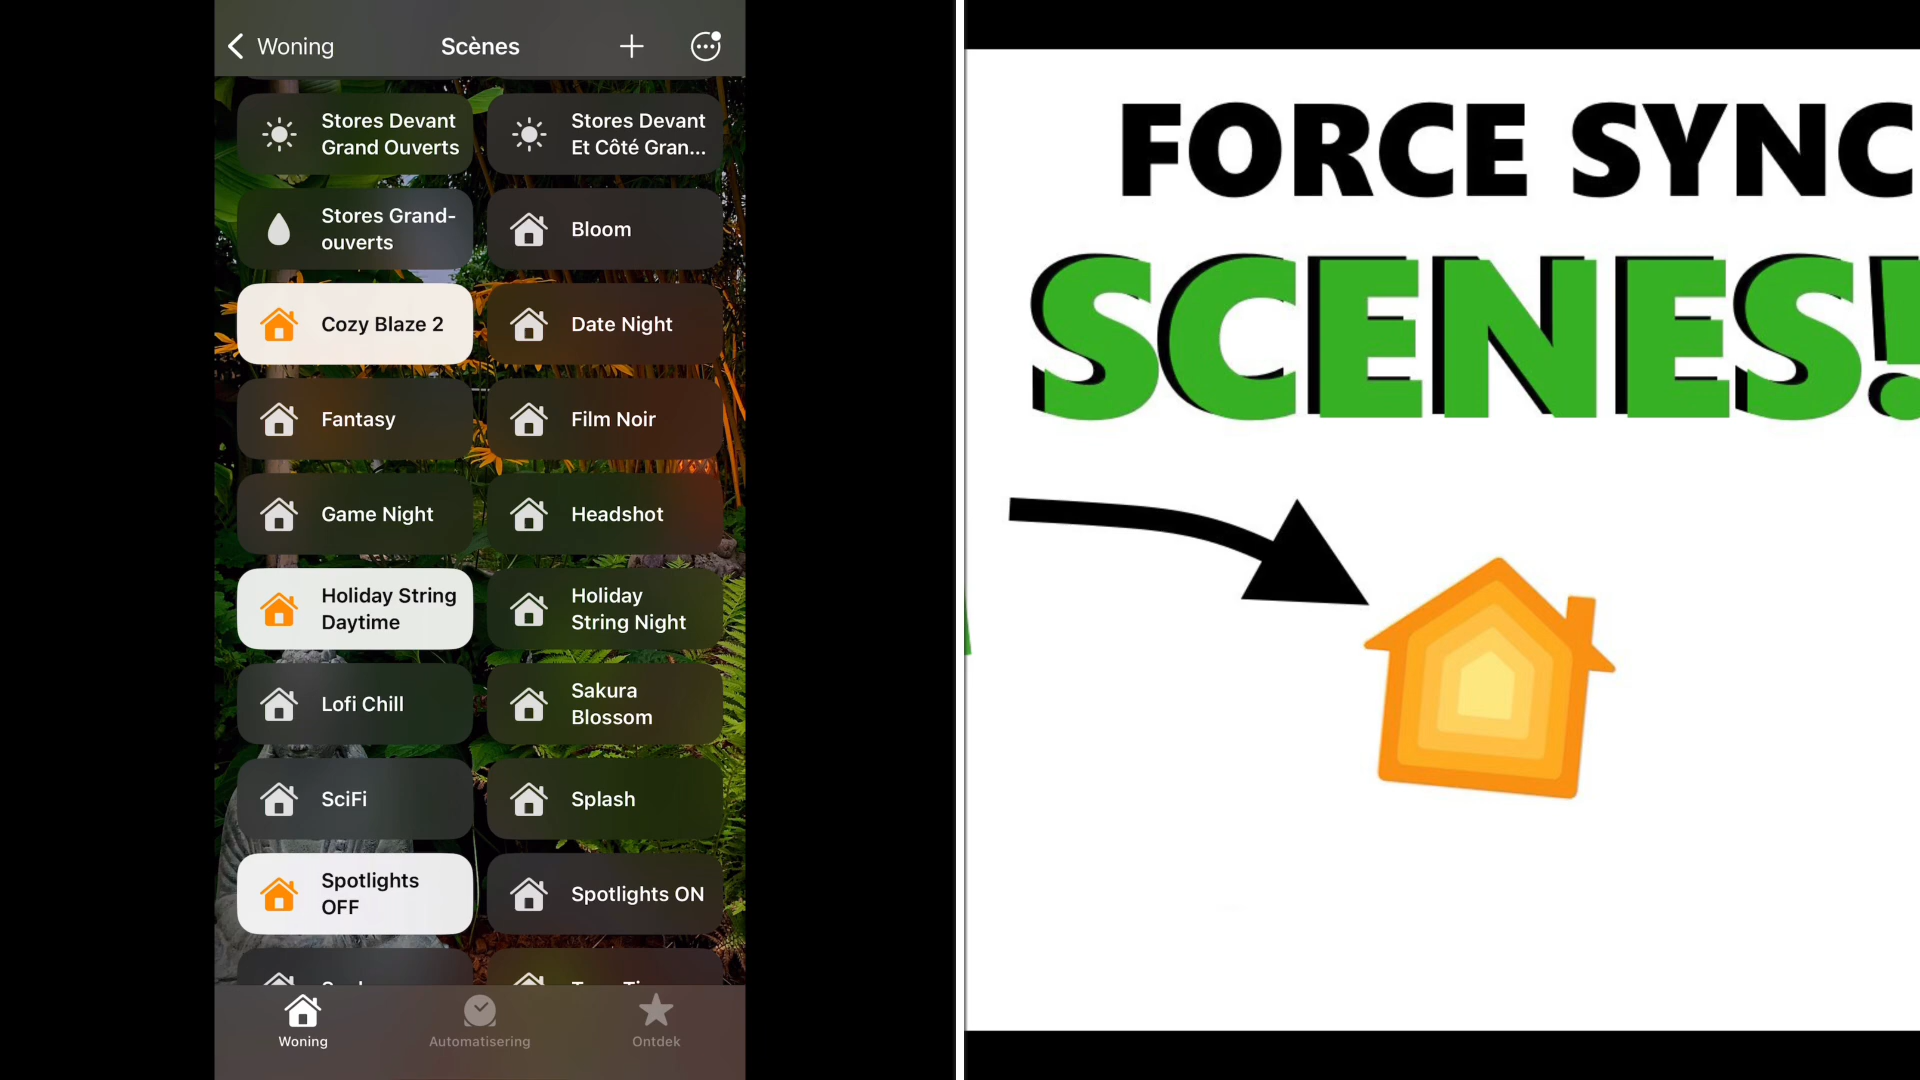 Woning
Scènes
Stores Devant
Grand Ouverts
Stores Devant
Et Côté Gran...
Stores Grand-
ouverts
Bloom
Cozy Blaze 2
Date Night
Fantasy
Film Noir
Game Night
Headshot
Holiday String
Daytime
Holiday
String Night
Lofi Chill
Sakura
Blossom
SciFi
Splash
Spotlights
OFF
Spotlights ON
Woning
Automatisering
Ontdek
FORCE SYNC
SCENES!